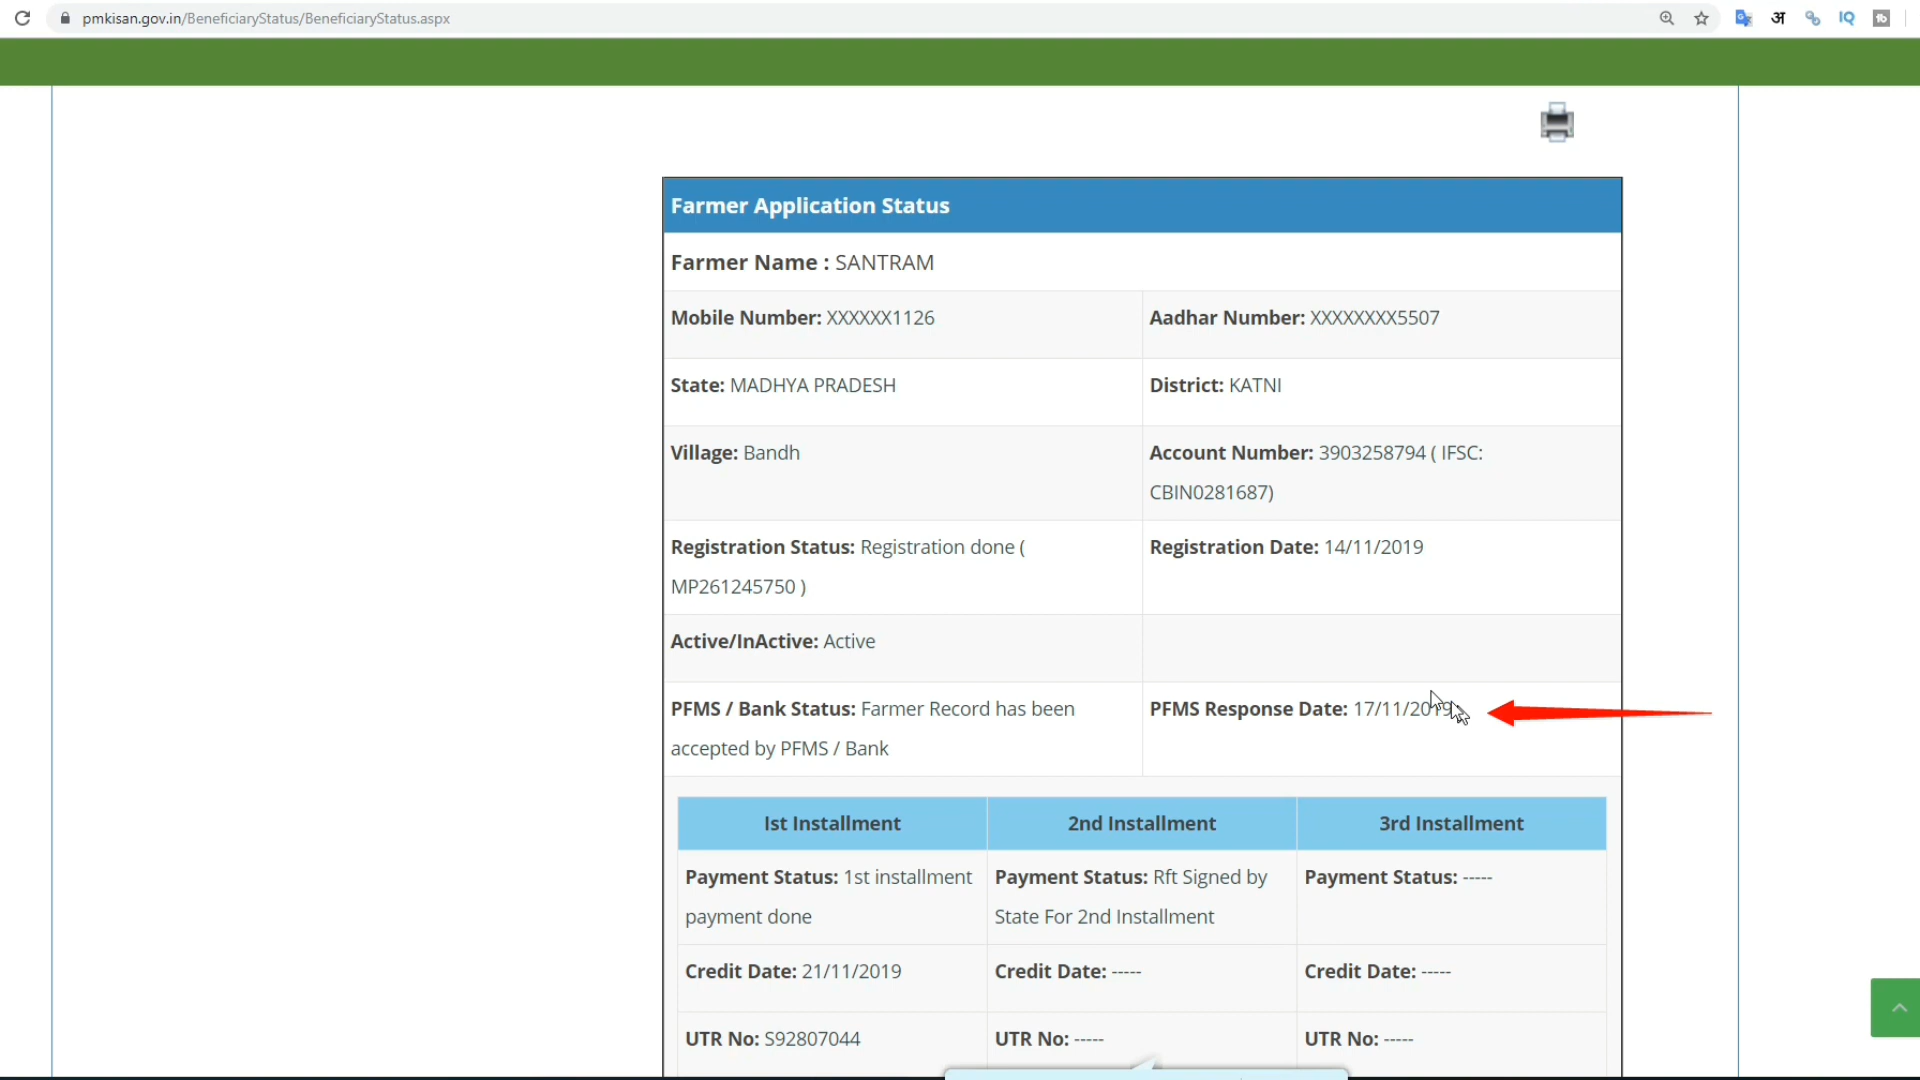 pmkisan.gov.in/BeneficiaryStatus/BeneficiaryStatus.aspx
अ
IQ
Farmer Application Status
Farmer Name : SANTRAM
Mobile Number: XXXXXX1126
Aadhar Number: XXXXXXXX5507
State: MADHYA PRADESH
District: KATNI
Village: Bandh
Account Number: 3903258794 ( IFSC:
CBIN0281687)
Registration Status: Registration done (
MP261245750 )
Registration Date: 14/11/2019
Active/InActive: Active
PFMS / Bank Status: Farmer Record has been
accepted by PFMS / Bank
PFMS Response Date: 17/11/2019
Ist Installment
2nd Installment
3rd Installment
Payment Status: 1st installment
payment done
Payment Status: Rft Signed by
State For 2nd Installment
Payment Status: -----
Credit Date: 21/11/2019
Credit Date: -----
Credit Date: -----
UTR No: S92807044
UTR No: -----
UTR No: -----